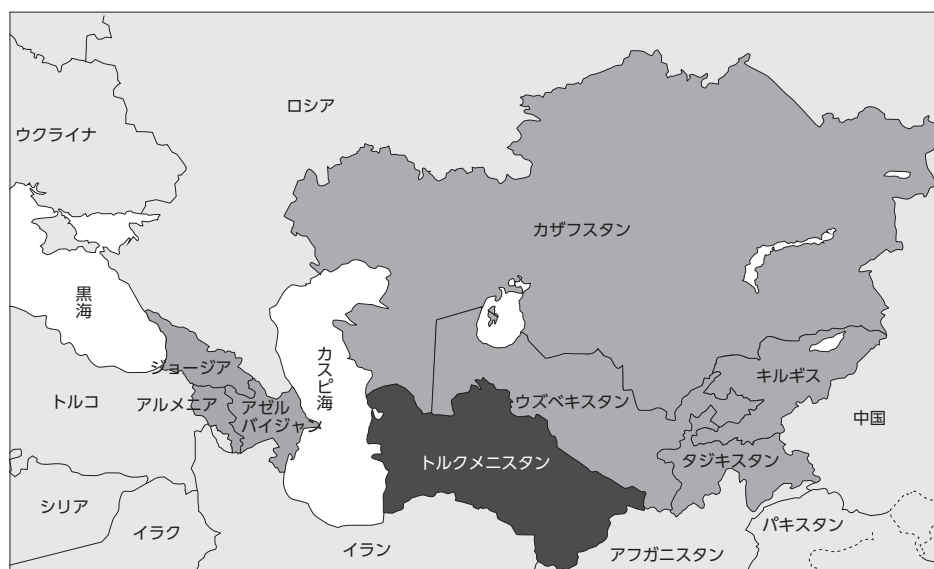 ロシア
ウクライナ
カザフスタン
黒海
カスピ海
ジョージア
キルギス
トルコ
アルメニア
アゼル
バイジャン
ウズベキスタン
中国
トルクメニスタン
タジキスタン
シリア
イラク
イラン
アフガニスタン
パキスタン